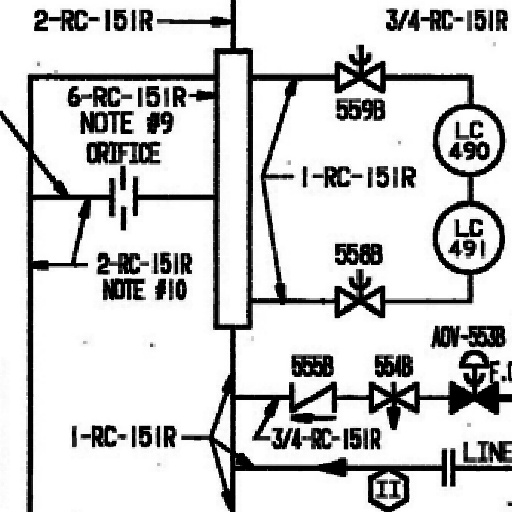 2-RC-151R
3/4-RC-151R
6-RC-151R
NOTE #9
ORIFICE
559B
LC
490
1-RC-151R
LC
491
558B
2-RC-151R
NOTE #10
AOV-553B
555B
554B
F.C
1-RC-151R
3/4-RC-151R
LINE
II